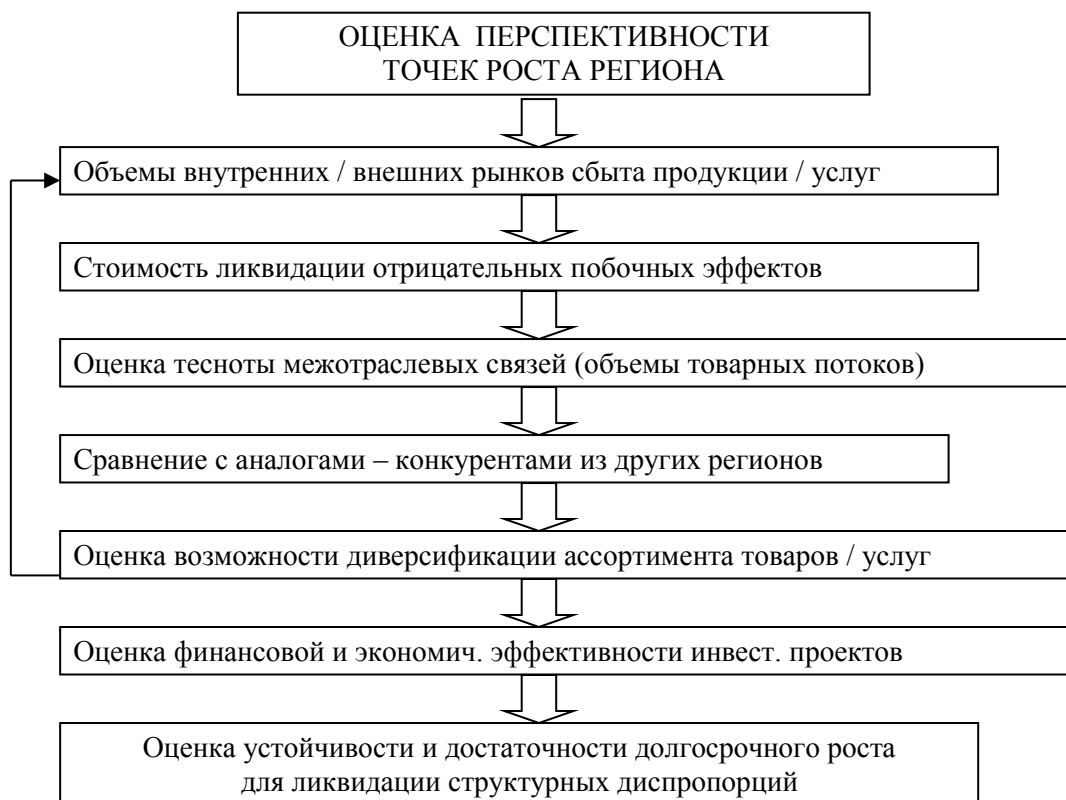 ОЦЕНКА ПЕРСПЕКТИВНОСТИ
ТОЧЕК РОСТА РЕГИОНА
Объемы внутренних / внешних рынков сбыта продукции / услуг
Стоимость ликвидации отрицательных побочных эффектов
Оценка тесноты межотраслевых связей (объемы товарных потоков)
Сравнение с аналогами – конкурентами из других регионов
Оценка возможности диверсификации ассортимента товаров / услуг
Оценка финансовой и экономич. эффективности инвест. проектов
Оценка устойчивости и достаточности долгосрочного роста
для ликвидации структурных диспропорций